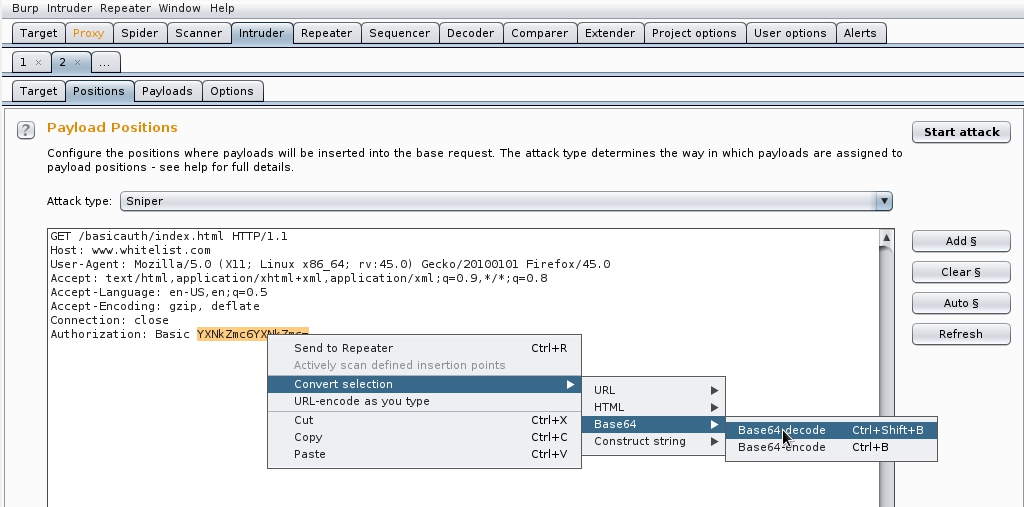 Burp Intruder Repeater Window Help
Target Proxy Spider Scanner Intruder Repeater Sequencer Decoder Comparer Extender Project options User options Alerts
1 × 2 × ...
Target Positions Payloads Options
? Payload Positions
Start attack
Configure the positions where payloads will be inserted into the base request. The attack type determines the way in which payloads are assigned to
payload positions - see help for full details.
Attack type: Sniper
GET /basicauth/index.html HTTP/1.1
Host: www.whitelist.com
User-Agent: Mozilla/5.0 (X11; Linux x86_64; rv:45.0) Gecko/20100101 Firefox/45.0
Accept: text/html,application/xhtml+xml,application/xml;q=0.9,*/*;q=0.8
Accept-Language: en-US,en;q=0.5
Accept-Encoding: gzip, deflate
Connection: close
Authorization: Basic YXNkZmc6YXNkZmc=
Add §
Clear §
Auto §
Refresh
Send to Repeater Ctrl+R
Actively scan defined insertion points
Convert selection
URL-encode as you type
Cut Ctrl+X
Copy Ctrl+C
Paste Ctrl+V
URL
HTML
Base64
Construct string
Base64-decode Ctrl+Shift+B
Base64-encode Ctrl+B